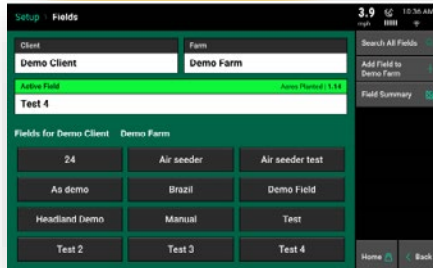 Setup \ Fields
3.9 mph
10:36 AM
Client
Demo Client
Farm
Demo Farm
Active Field
Acres Planted | 1.14
Test 4
Fields for Demo Client Demo Farm
24
Air seeder
Air seeder test
As demo
Brozil
Demo Field
Headland Demo
Manual
Test
Test 2
Test 3
Test 4
Search All Fields
Add Field to
Demo Farm
Field Summary
Home
Back